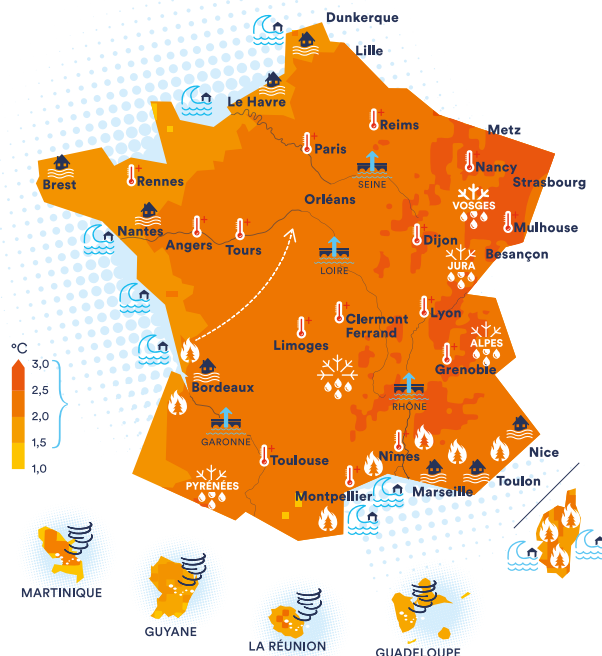 Dunkerque
Lille
Le Havre
Reims
Metz
Paris
Nancy
Strasbourg
Brest
Rennes
SEINE
VOSGES
Orléans
Nantes
Angers
Tours
Dijon
Mulhouse
Besançon
JURA
LOIRE
Lyon
Clermont
Ferrand
Limoges
ALPES
Grenoble
°C
3,0
2,5
2,0
1,5
1,0
Bordeaux
RHÔNE
GARONNE
Nîmes
Nice
Toulouse
PYRÉNÉES
Montpellier
Marseille
Toulon
MARTINIQUE
GUYANE
LA RÉUNION
GUADELOUPE